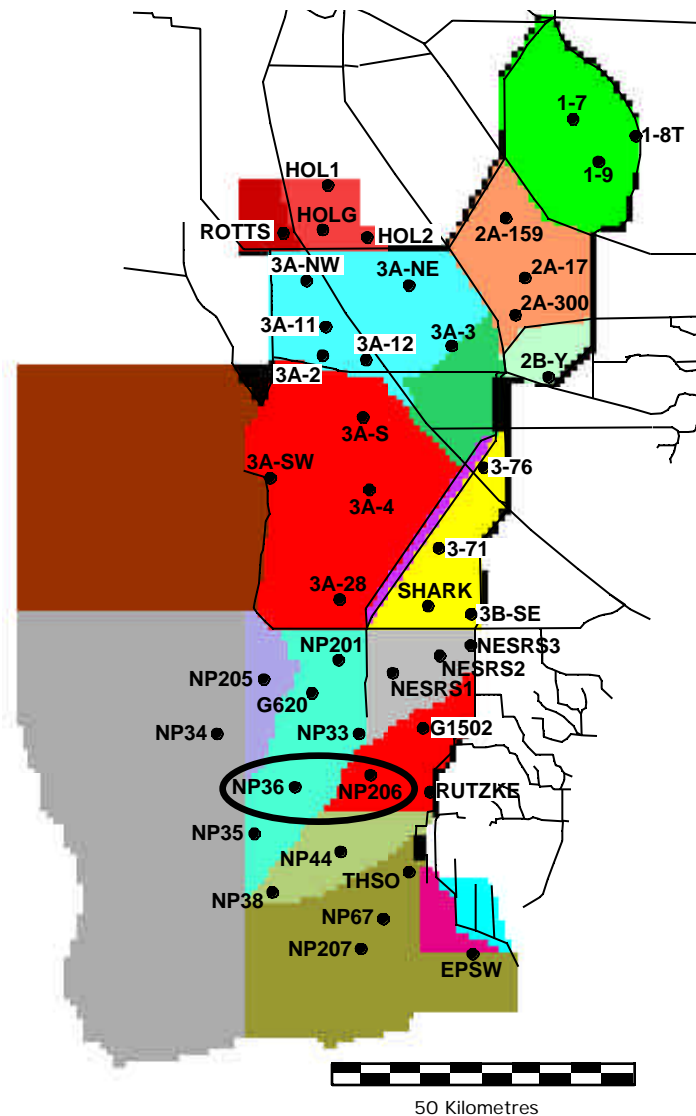 1-7
1-8T
1-9
HOL1
HOLG
ROTTS
HOL2
2A-159
3A-NW
3A-NE
2A-17
2A-300
3A-11
3A-3
3A-12
2B-Y
3A-2
3A-S
3A-SW
3-76
3A-4
3-71
3A-28
SHARK
3B-SE
NP201
NESRS3
NESRS2
NP205
NESRS1
G620
NP34
NP33
G1502
NP36
NP206
RUTZKE
NP35
NP44
THSO
NP38
NP67
NP207
EPSW
50 Kilometres